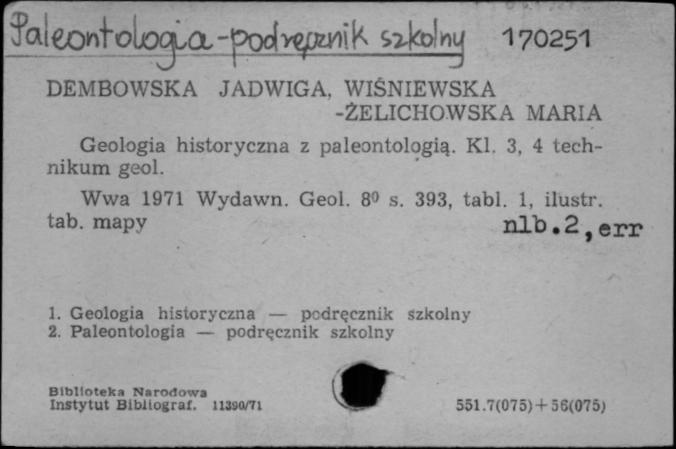 Paleontologia - podręcznik szkolny 170251
DEMBOWSKA JADWIGA, WIŚNIEWSKA
-ŻELICHOWSKA MARIA
Geologia historyczna z paleontologią. Kl. 3, 4 tech-
nikum geol.
Wwa 1971 Wydawn. Geol. 8⁰ s. 393, tabl. 1, ilustr.
tab. mapy nlb.2, err
1. Geologia historyczna — podręcznik szkolny
2. Paleontologia — podręcznik szkolny
Biblioteka Narodowa
Instytut Bibliograf. 11390/71 551.7(075)+56(075)